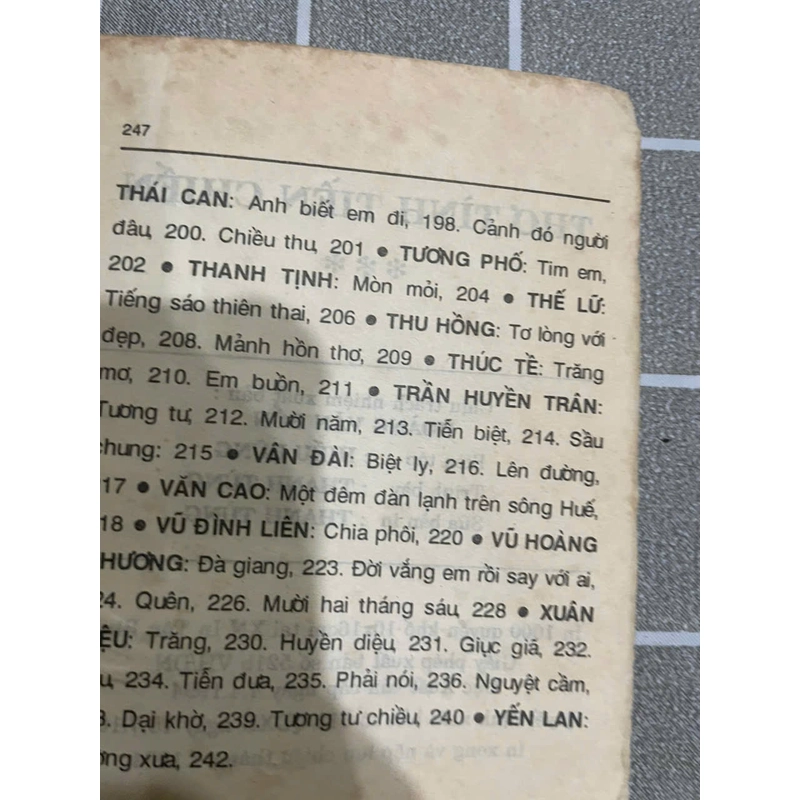 247
THÁI CAN: Anh biết em đi, 198. Cảnh đó người
đâu, 200. Chiều thu, 201 ● TƯƠNG PHỐ: Tim em,
202 ● THANH TỊNH: Mòn mỏi, 204 ● THẾ LỮ:
Tiếng sáo thiên thai, 206 ● THU HỒNG: Tơ lòng với
đẹp, 208. Mảnh hồn thơ, 209 ● THÚC TỀ: Trăng
mơ, 210. Em buồn, 211 ● TRẦN HUYỀN TRÂN:
Tương tư, 212. Mười năm, 213. Tiễn biệt, 214. Sầu
chung: 215 ● VÂN ĐÀI: Biệt ly, 216. Lên đường,
17 ● VĂN CAO: Một đêm đàn lạnh trên sông Huế,
18 ● VŨ ĐÌNH LIÊN: Chia phôi, 220 ● VŨ HOÀNG
HƯƠNG: Đà giang, 223. Đời vắng em rồi say với ai,
24. Quên, 226. Mười hai tháng sáu, 228 ● XUÂN
ỆU: Trăng, 230. Huyền diệu, 231. Giục giã, 232.
234. Tiễn đưa, 235. Phải nói, 236. Nguyệt cầm,
Dại khờ, 239. Tương tư chiều, 240 ● YẾN LAN:
xưa, 242.
THƠ TÌNH TIỀN CHIẾN